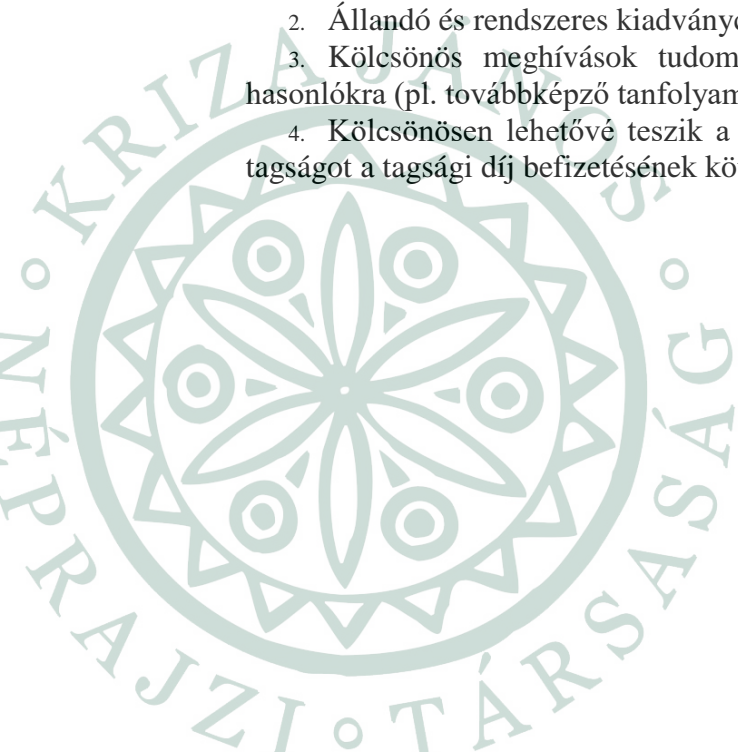 2. Állandó és rendszeres kiadványc
3. Kölcsönös meghívások tudom
hasonlókra (pl. továbbképző tanfolyam
4. Kölcsönösen lehetővé teszik a
tagságot a tagsági díj befizetésének kö
KRIZA JÁNOS
NÉPRAJZI TÁRSASÁG